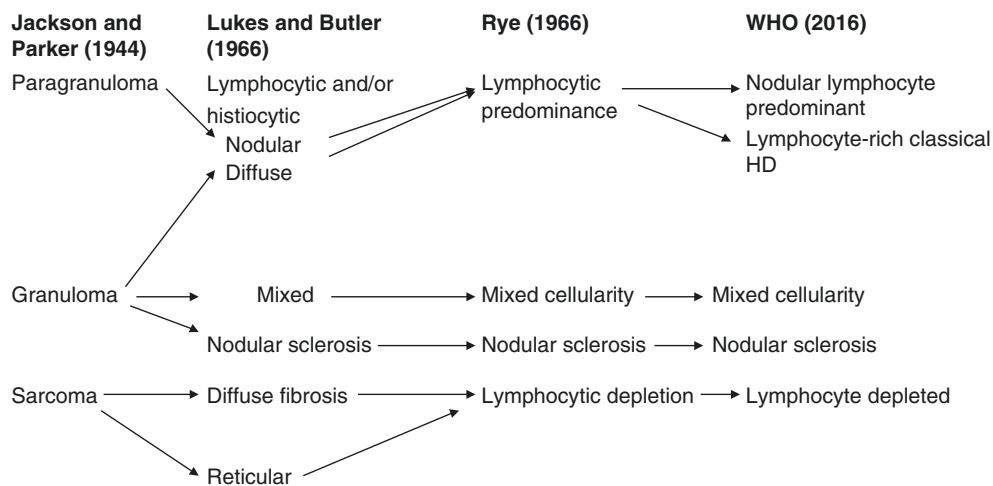 Jackson and
Parker (1944)
Lukes and Butler
(1966)
Rye (1966)
WHO (2016)
Paragranuloma
Lymphocytic and/or
histiocytic
Nodular
Diffuse
Lymphocytic
predominance
Nodular lymphocyte
predominant
Lymphocyte-rich classical
HD
Granuloma
Mixed
Mixed cellularity
Mixed cellularity
Nodular sclerosis
Nodular sclerosis
Nodular sclerosis
Sarcoma
Diffuse fibrosis
Lymphocytic depletion
Lymphocyte depleted
Reticular